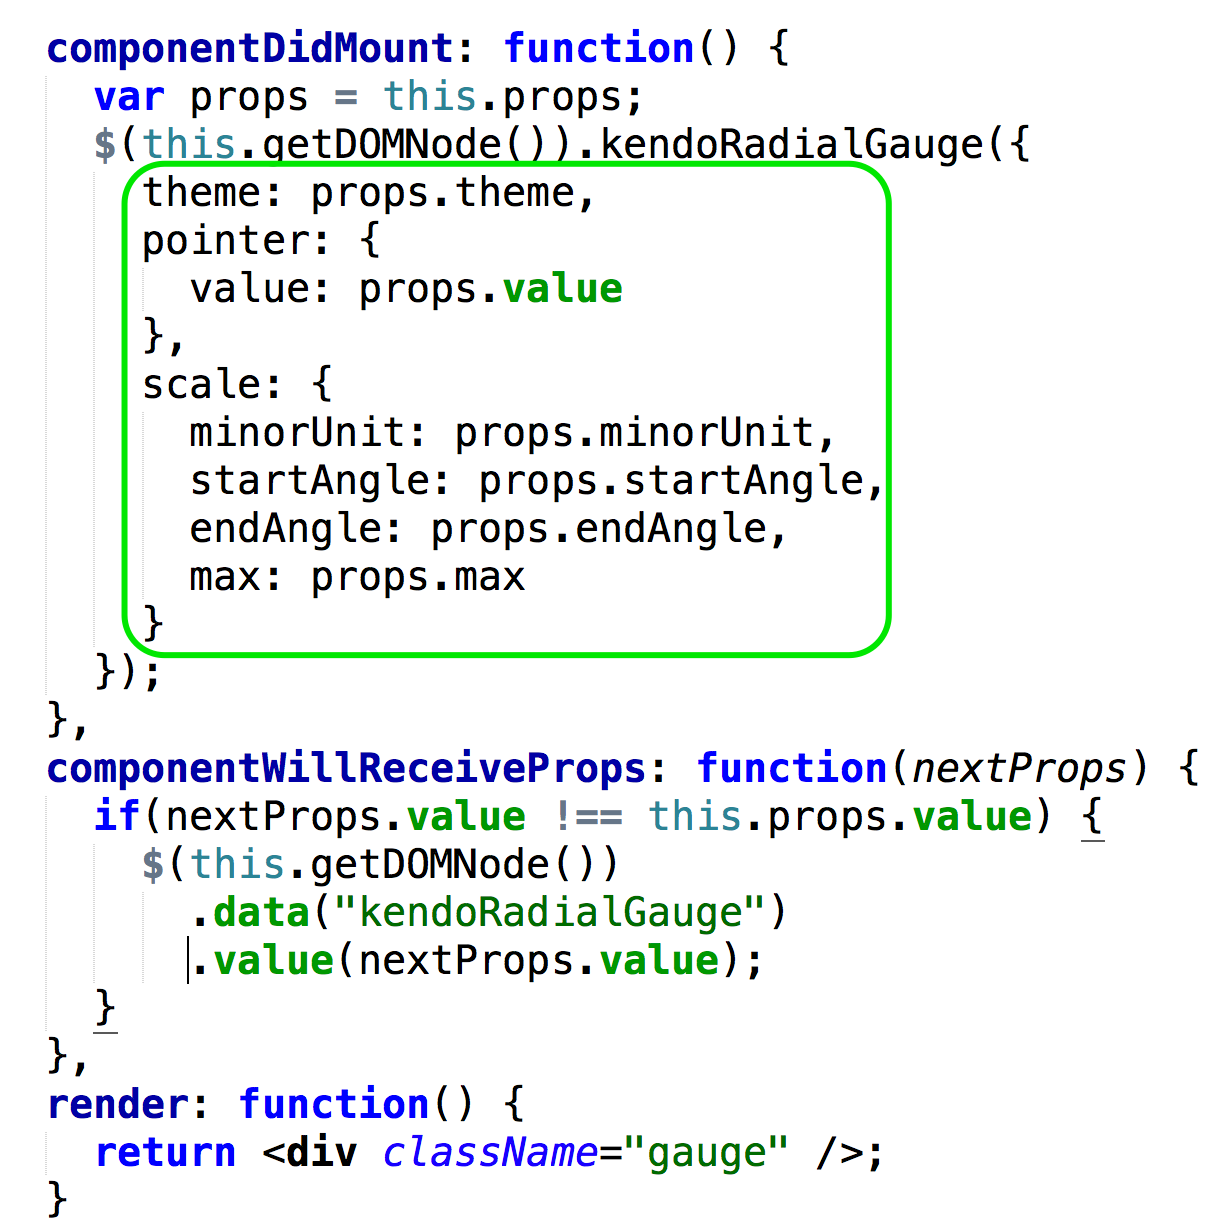 componentDidMount: function() {
  var props = this.props;
  $(this.getDOMNode()).kendoRadialGauge({
    theme: props.theme,
    pointer: {
      value: props.value
    },
    scale: {
      minorUnit: props.minorUnit,
      startAngle: props.startAngle,
      endAngle: props.endAngle,
      max: props.max
    }
  });
},
componentWillReceiveProps: function(nextProps) {
  if(nextProps.value !== this.props.value) {
    $(this.getDOMNode())
      .data("kendoRadialGauge")
      .value(nextProps.value);
  }
},
render: function() {
  return <div className="gauge" />;
}